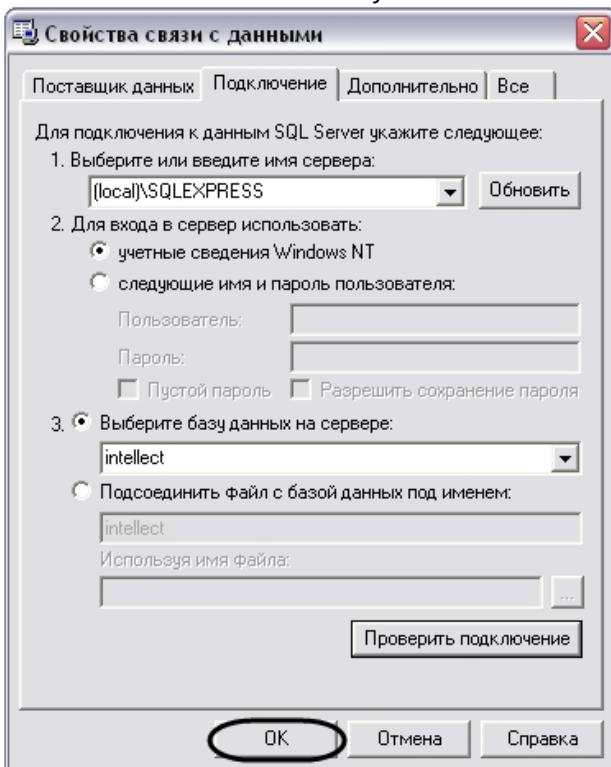 Свойства связи с данными
Поставщик данных Подключение Дополнительно Все
Для подключения к данным SQL Server укажите следующее:
1. Выберите или введите имя сервера:
(local)\SQLEXPRESS Обновить
2. Для входа в сервер использовать:
учетные сведения Windows NT
следующие имя и пароль пользователя:
Пользователь:
Пароль:
Пустой пароль Разрешить сохранение пароля
3. Выберите базу данных на сервере:
intellect
Подсоединить файл с базой данных под именем:
intellect
Используя имя файла:
...
Проверить подключение
OK Отмена Справка